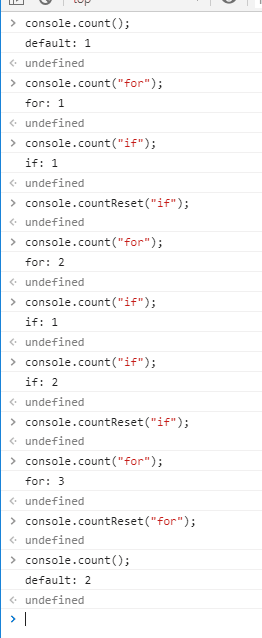 top
> console.count();
default: 1
< undefined
> console.count("for");
for: 1
< undefined
> console.count("if");
if: 1
< undefined
> console.countReset("if");
< undefined
> console.count("for");
for: 2
< undefined
> console.count("if");
if: 1
< undefined
> console.count("if");
if: 2
< undefined
> console.countReset("if");
< undefined
> console.count("for");
for: 3
< undefined
> console.countReset("for");
< undefined
> console.count();
default: 2
< undefined
>